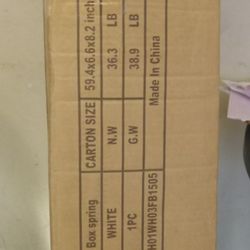 Box spring CARTON SIZE 59.4x6.6x8.2 inch
WHITE N.W 36.3 LB
1PC G.W 38.9 LB
H01WH03FB1505 Made In China